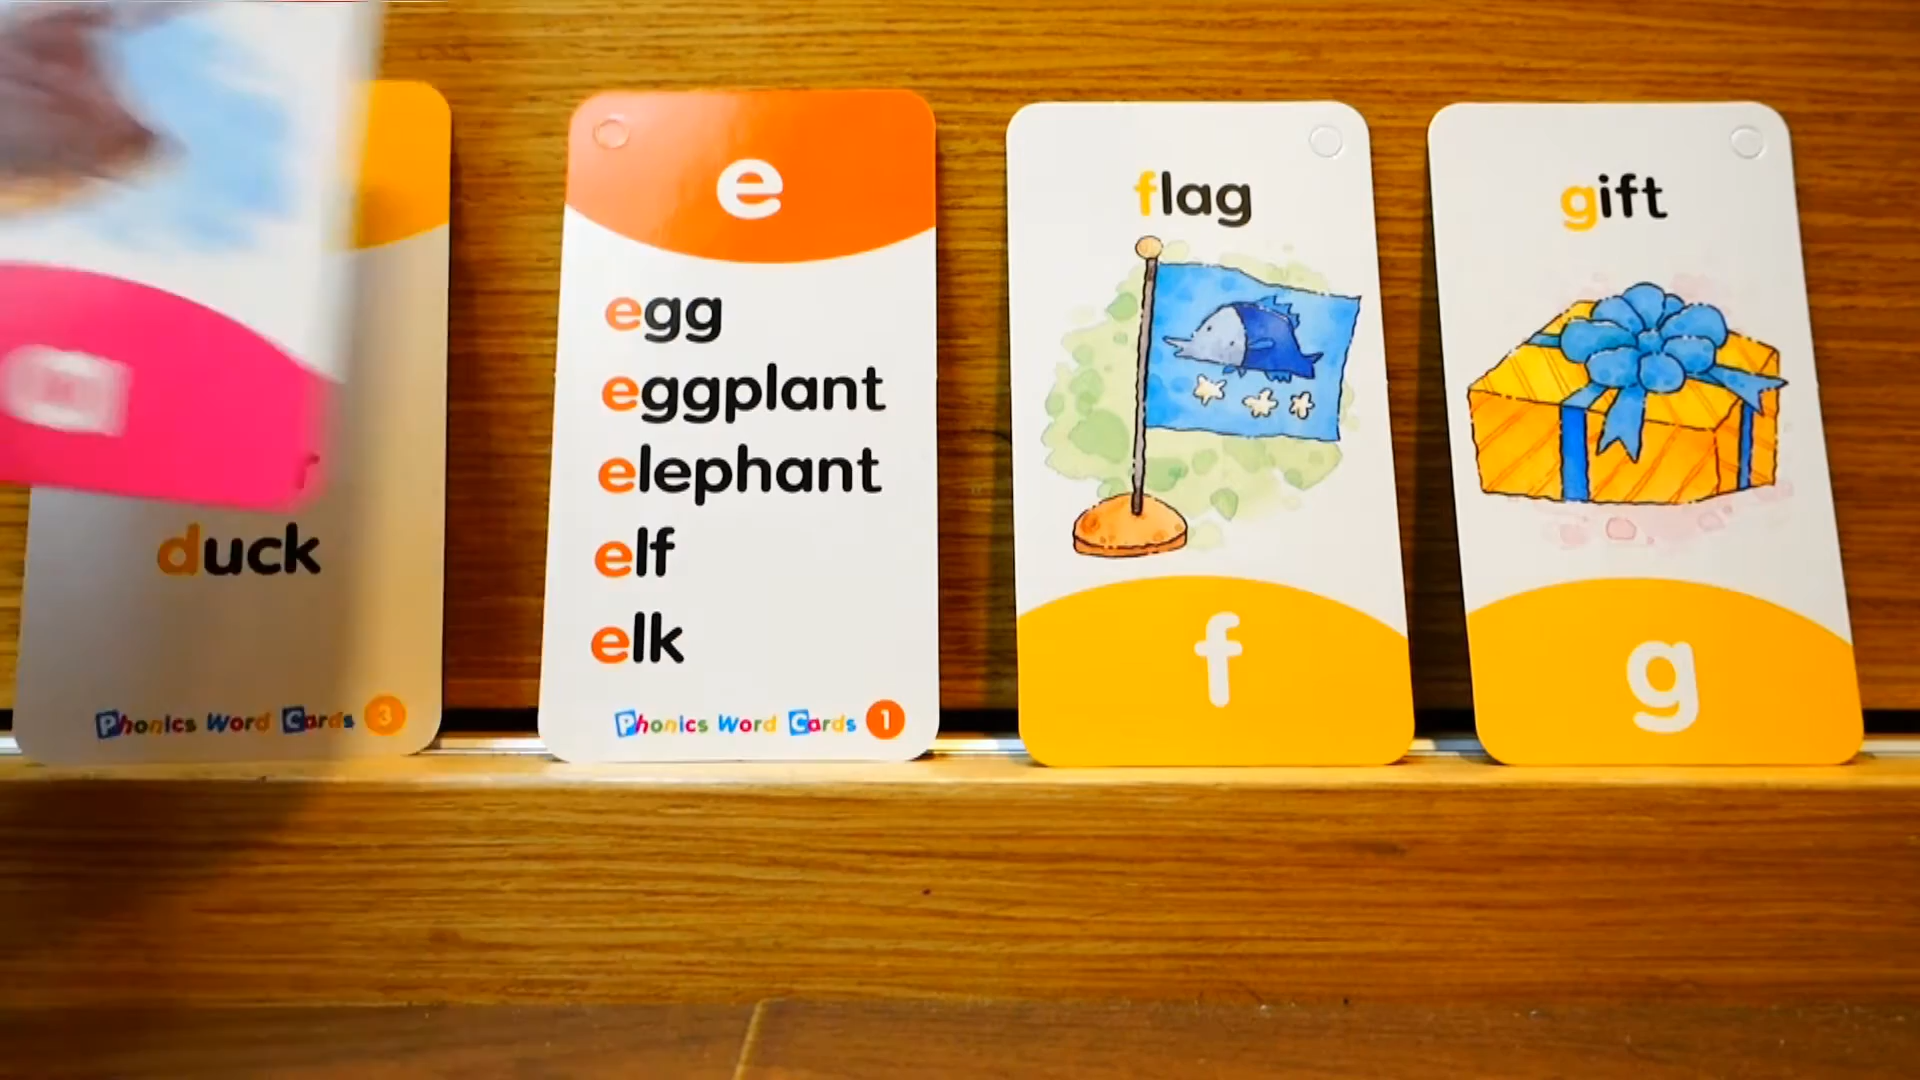 duck
Phonics Word Cards 3
e
egg
eggplant
elephant
elf
elk
Phonics Word Cards 1
flag
f
gift
g